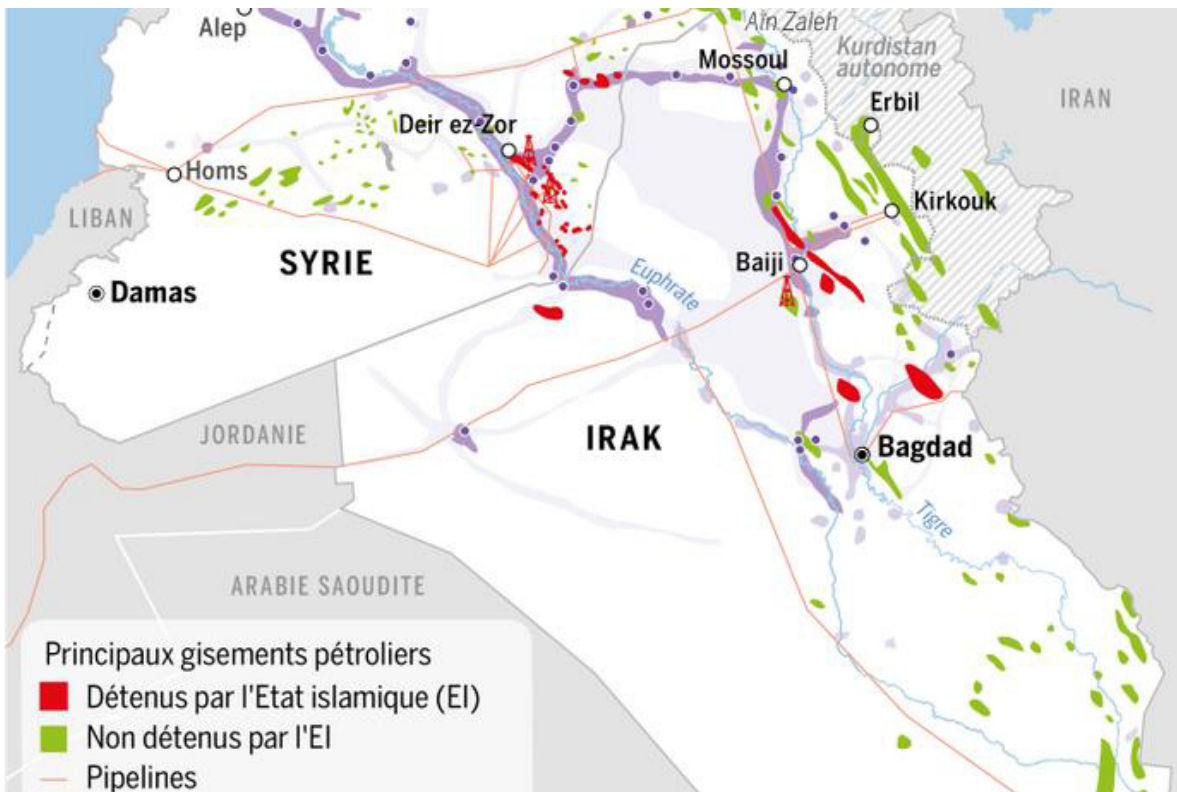 Alep
Aïn Zaleh
Mossoul
Kurdistan
autonome
IRAN
Erbil
Deir ez-Zor
Homs
Kirkouk
LIBAN
SYRIE
Baiji
Euphrate
Damas
JORDANIE
IRAK
Bagdad
Tigre
ARABIE SAOUDITE
Principaux gisements pétroliers
Détenus par l'Etat islamique (EI)
Non détenus par l'EI
Pipelines